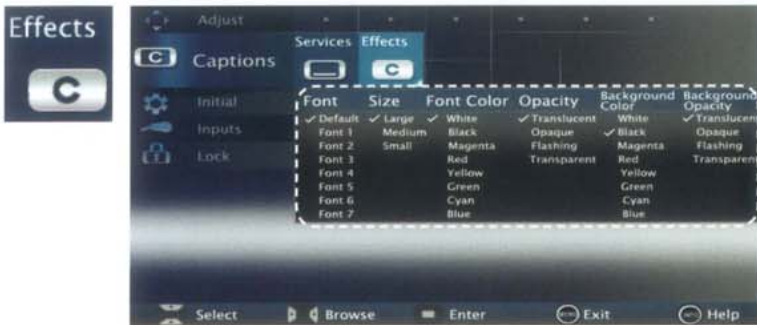 Effects
C
Adjust
Services Effects
C Captions
C
Initial
Inputs
Lock
Font Size Font Color Opacity Background Color Background Opacity
✓ Default ✓ Large ✓ White ✓ Translucent White ✓ Translucent
Font 1 Medium Black Opaque ✓ Black Opaque
Font 2 Small Magenta Flashing Magenta Flashing
Font 3 Red Transparent Red Transparent
Font 4 Yellow Yellow
Font 5 Green Green
Font 6 Cyan Cyan
Font 7 Blue Blue
Select Browse Enter Exit Help